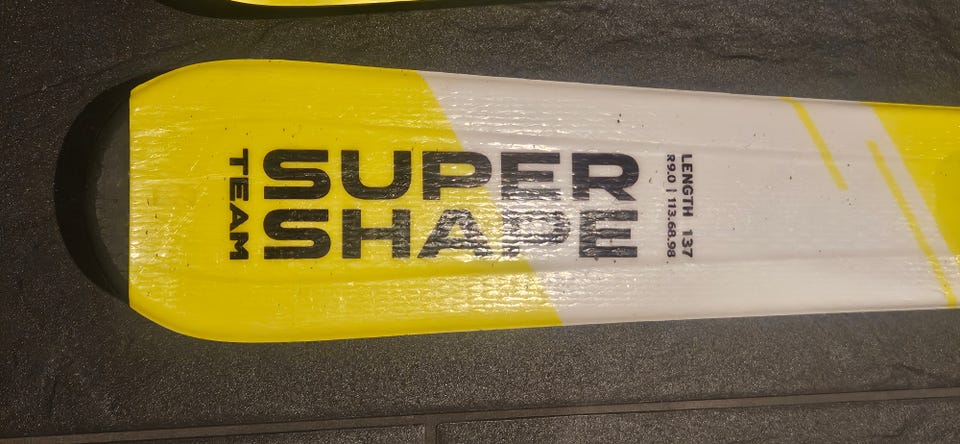 SUPER
SHAPE
TEAM
LENGTH 137
R9.0 | 113.68.98